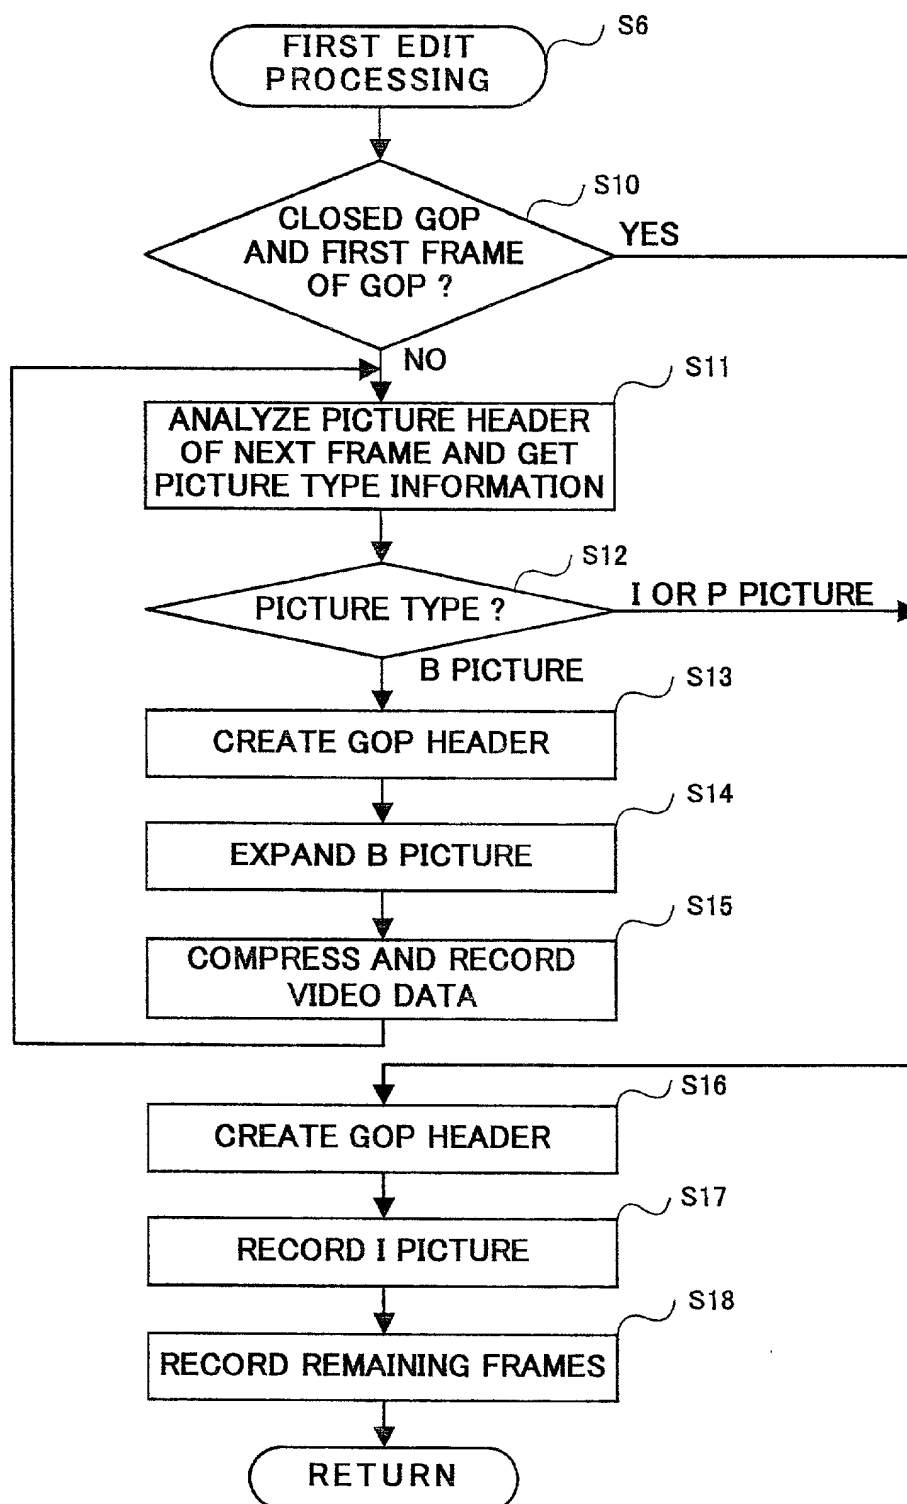 FIRST EDIT
PROCESSING
S6
S10
CLOSED GOP
AND FIRST FRAME
OF GOP ?
YES
NO
S11
ANALYZE PICTURE HEADER
OF NEXT FRAME AND GET
PICTURE TYPE INFORMATION
S12
PICTURE TYPE ?
I OR P PICTURE
B PICTURE
S13
CREATE GOP HEADER
S14
EXPAND B PICTURE
S15
COMPRESS AND RECORD
VIDEO DATA
S16
CREATE GOP HEADER
S17
RECORD I PICTURE
S18
RECORD REMAINING FRAMES
RETURN